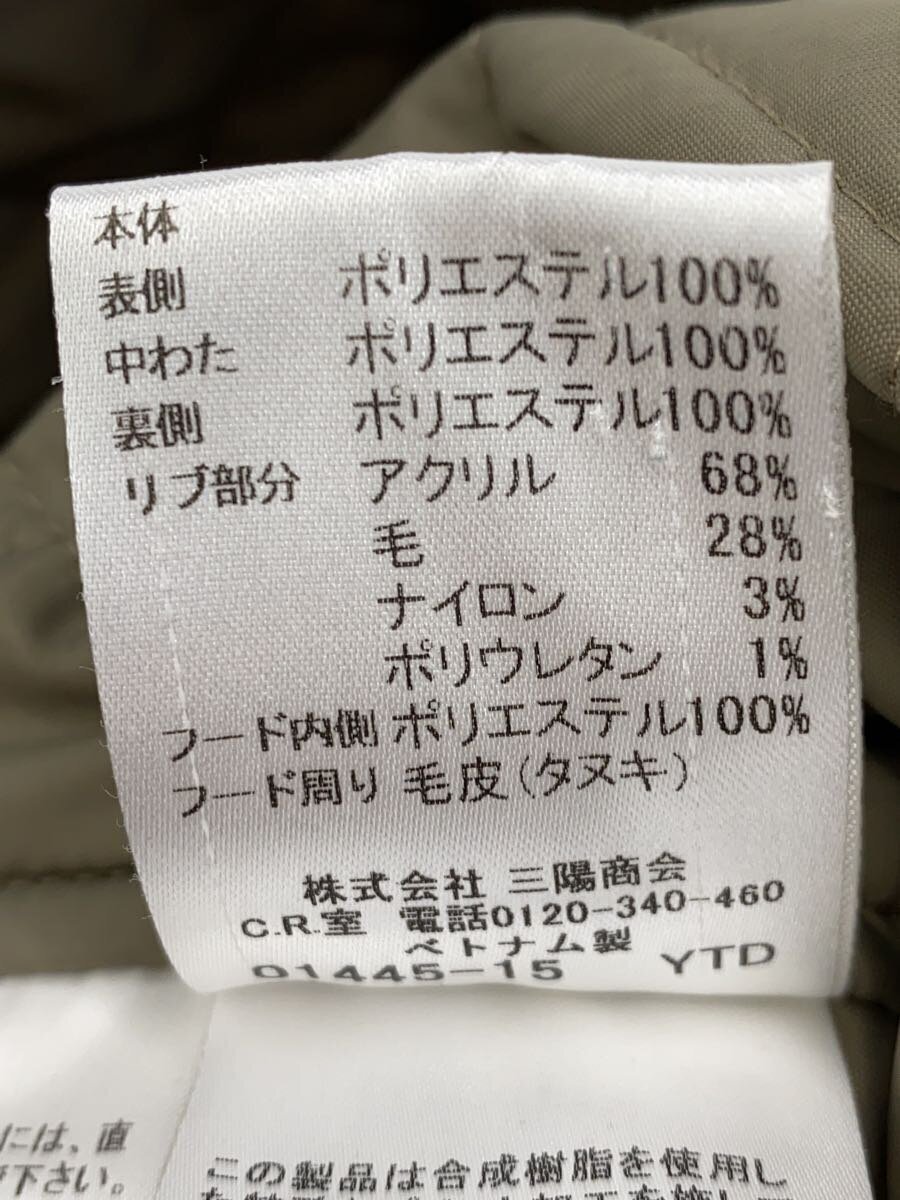 本体
表側 ポリエステル100%
中わた ポリエステル100%
裏側 ポリエステル100%
リブ部分 アクリル 68%
毛 28%
ナイロン 3%
ポリウレタン 1%
フード内側 ポリエステル100%
フード周り 毛皮(タヌキ)
株式会社 三陽商会
C.R.室 電話0120-340-460
ベトナム製
01445-15 YTD
には、直
下さい。
この製品は合成樹脂を使用し